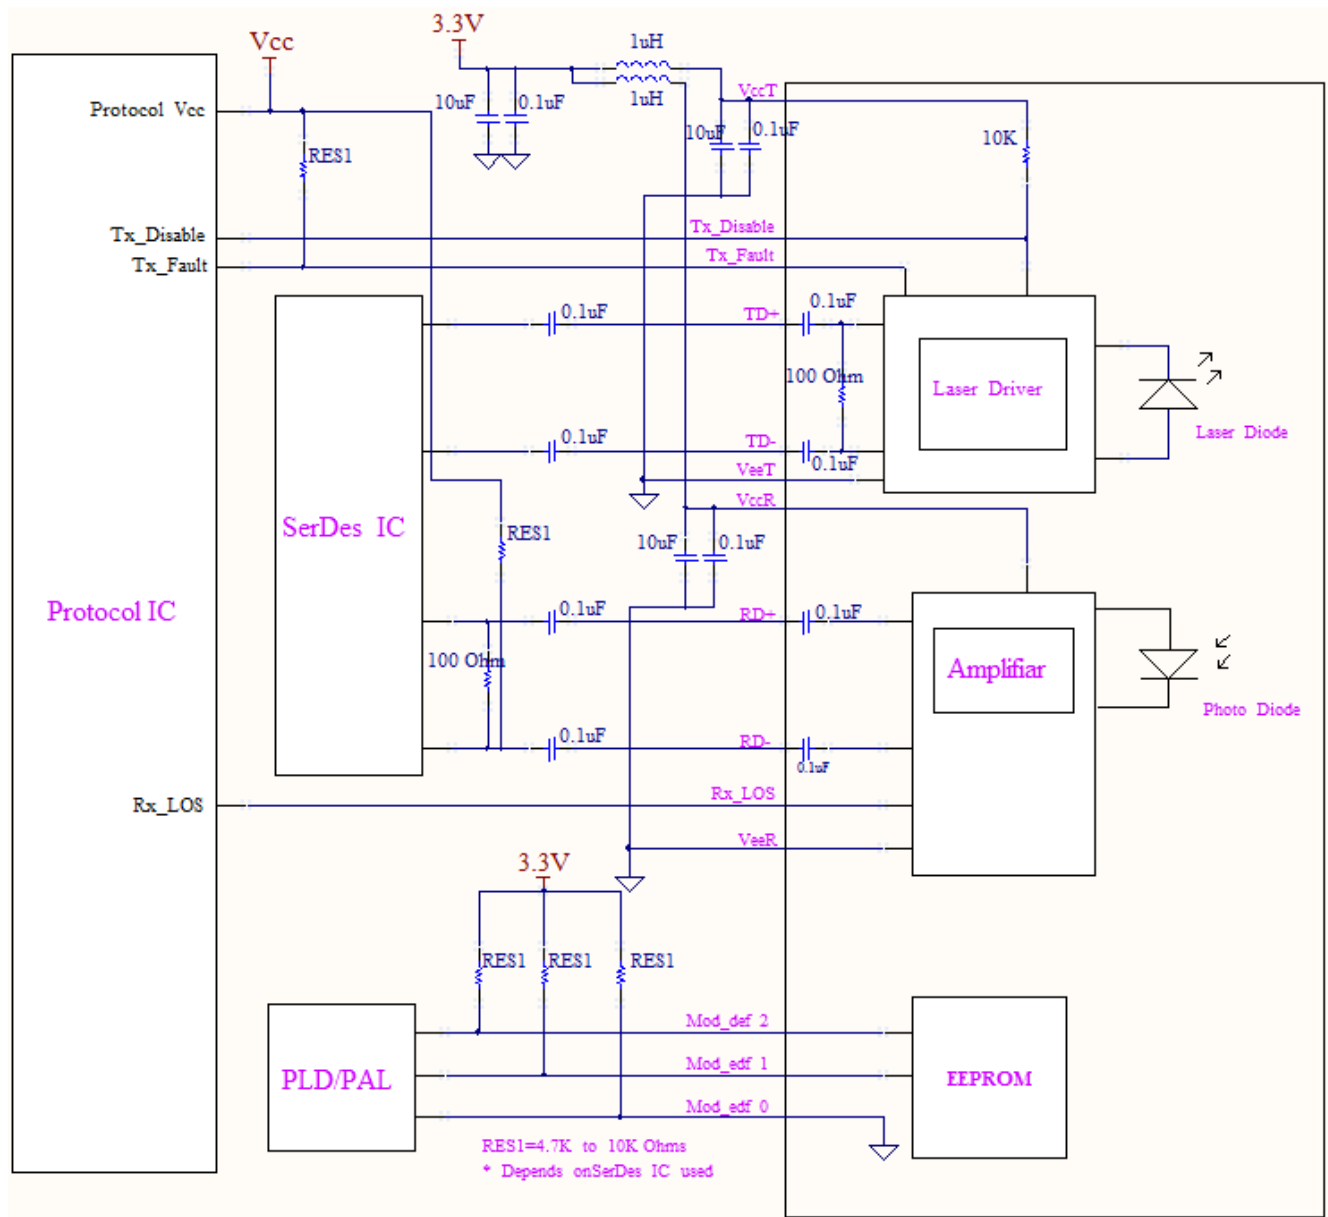 3.3V
Vcc
1uH
1uH
VccT
Protocol Vcc
10uF
0.1uF
10uF
0.1uF
10K
RES1
Tx_Disable
Tx_Disable
Tx_Fault
Tx_Fault
0.1uF
0.1uF
TD+
100 Ohm
Laser Driver
Laser Diode
0.1uF
TD-
0.1uF
VeeT
VccR
SerDes IC
RES1
10uF
0.1uF
Protocol IC
0.1uF
RD+
0.1uF
100 Ohm
Amplifiar
Photo Diode
0.1uF
RD-
0.1uF
Rx_LOS
Rx_LOS
VeeR
3.3V
RES1
RES1
RES1
Mod_def 2
PLD/PAL
Mod_edf 1
EEPROM
Mod_edf 0
RES1=4.7K to 10K Ohms
* Depends onSerDes IC used